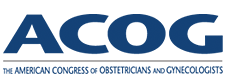 ACOG
THE AMERICAN CONGRESS OF OBSTETRICIANS AND GYNECOLOGISTS